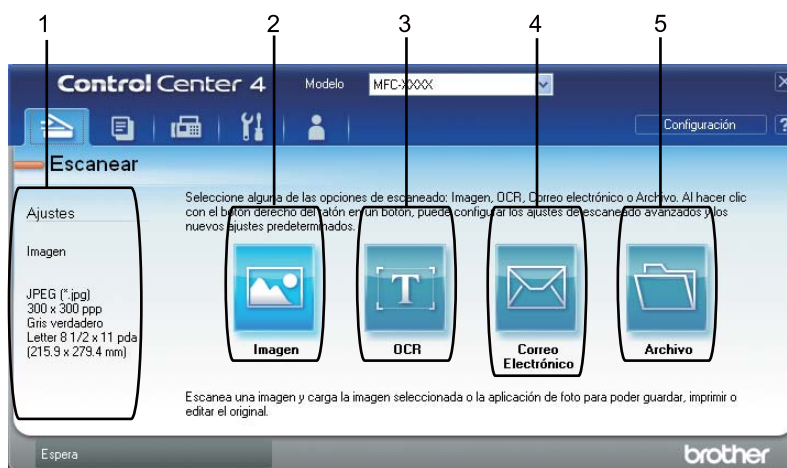 1 2 3 4 5
Control Center 4 Modelo MFC-XXXX
Configuración ?
Escanear
Seleccione alguna de las opciones de escaneado: Imagen, OCR, Correo electrónico o Archivo. Al hacer clic
con el botón derecho del ratón en un botón, puede configurar los ajustes de escaneado avanzados y los
nuevos ajustes predeterminados.
Ajustes
Imagen
JPEG (*.jpg)
300 x 300 ppp
Gris verdadero
Letter 8 1/2 x 11 pda
(215.9 x 279.4 mm)
T
Imagen
OCR
Correo
Electrónico
Archivo
Escanea una imagen y carga la imagen seleccionada o la aplicación de foto para poder guardar, imprimir o
editar el original.
Espera
brother